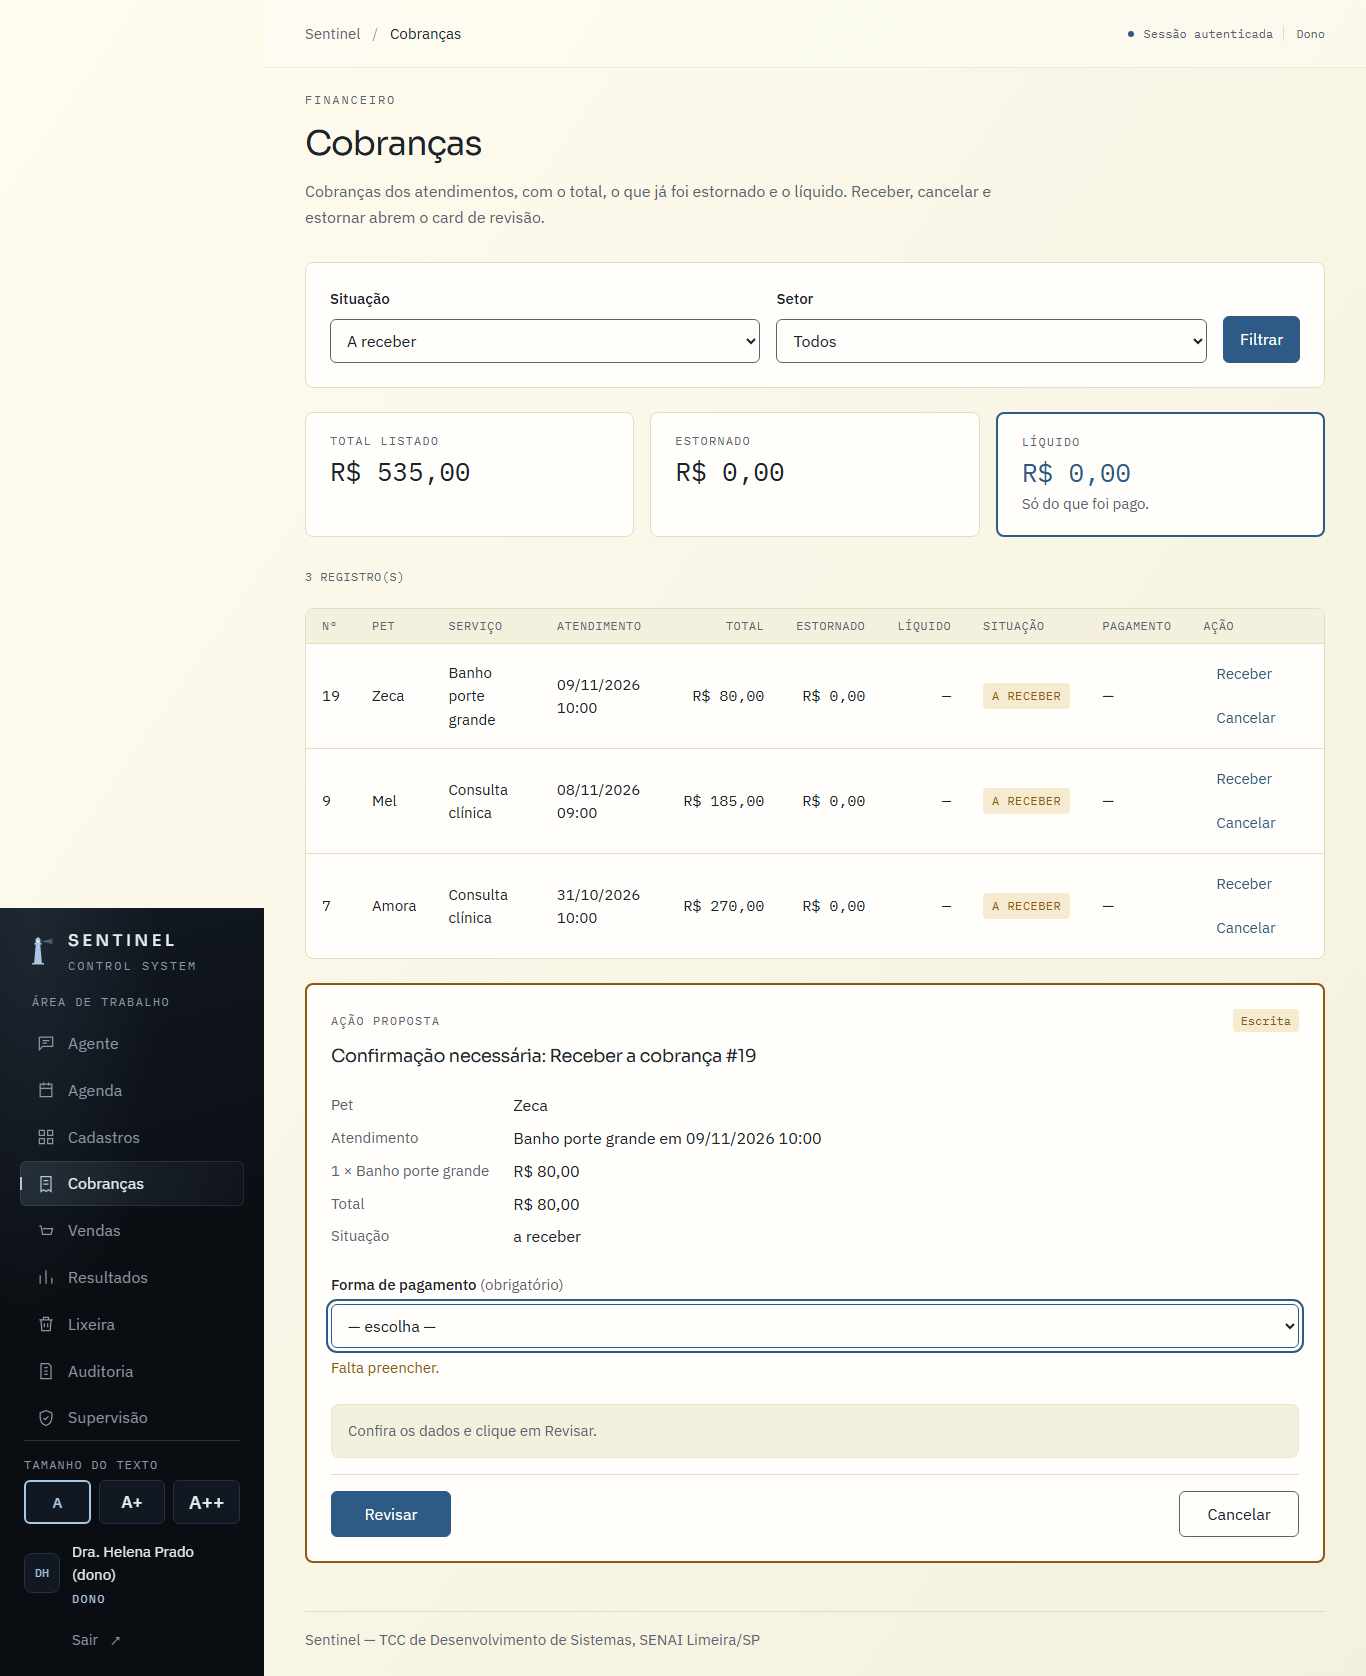 Sentinel / Cobranças
Sessão autenticada
Dono
FINANCEIRO
Cobranças
Cobranças dos atendimentos, com o total, o que já foi estornado e o líquido. Receber, cancelar e
estornar abrem o card de revisão.
Situação
Setor
A receber
Todos
Filtrar
TOTAL LISTADO
R$ 535,00
ESTORNADO
R$ 0,00
LÍQUIDO
R$ 0,00
Só do que foi pago.
3 REGISTRO(S)
Nº PET SERVIÇO ATENDIMENTO TOTAL ESTORNADO LÍQUIDO SITUAÇÃO PAGAMENTO AÇÃO
19 Zeca Banho porte grande 09/11/2026 10:00 R$ 80,00 R$ 0,00 — A RECEBER — Receber
Cancelar
9 Mel Consulta clínica 08/11/2026 09:00 R$ 185,00 R$ 0,00 — A RECEBER — Receber
Cancelar
7 Amora Consulta clínica 31/10/2026 10:00 R$ 270,00 R$ 0,00 — A RECEBER — Receber
Cancelar
AÇÃO PROPOSTA
Escrita
Confirmação necessária: Receber a cobrança #19
Pet Zeca
Atendimento Banho porte grande em 09/11/2026 10:00
1 × Banho porte grande R$ 80,00
Total R$ 80,00
Situação a receber
Forma de pagamento (obrigatório)
— escolha —
Falta preencher.
Confira os dados e clique em Revisar.
Revisar
Cancelar
Sentinel — TCC de Desenvolvimento de Sistemas, SENAI Limeira/SP
SENTINEL
CONTROL SYSTEM
ÁREA DE TRABALHO
Agente
Agenda
Cadastros
Cobranças
Vendas
Resultados
Lixeira
Auditoria
Supervisão
TAMANHO DO TEXTO
A A+ A++
DH
Dra. Helena Prado
(dono)
DONO
Sair ↗